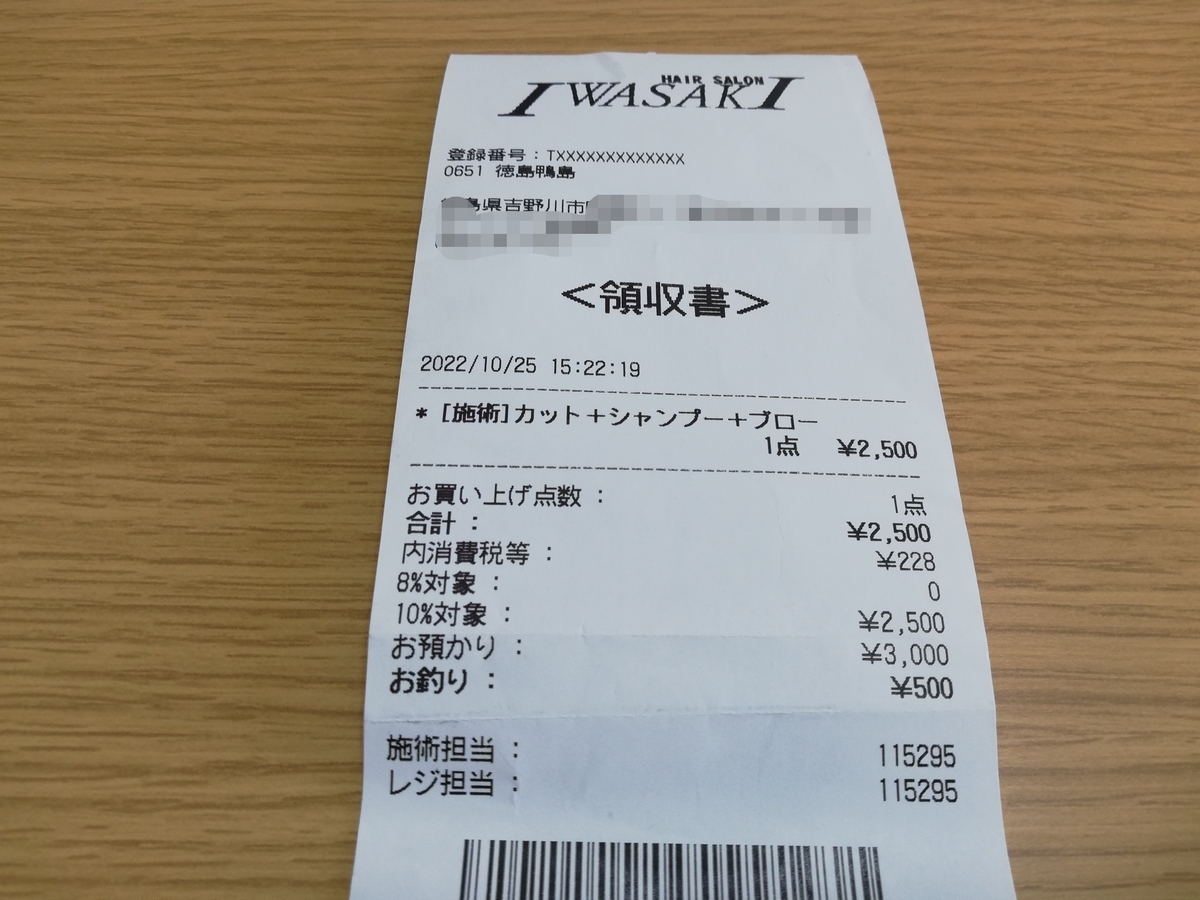 HAIR SALON
IWASAKI
登録番号：TXXXXXXXXXXXXX
0651 徳島鴨島
島県吉野川市
＜領収書＞
2022/10/25 15:22:19
* [施術]カット＋シャンプー＋ブロー
1点 ¥2,500
お買い上げ点数： 1点
合計： ¥2,500
内消費税等： ¥228
8%対象： 0
10%対象： ¥2,500
お預かり： ¥3,000
お釣り： ¥500
施術担当： 115295
レジ担当： 115295